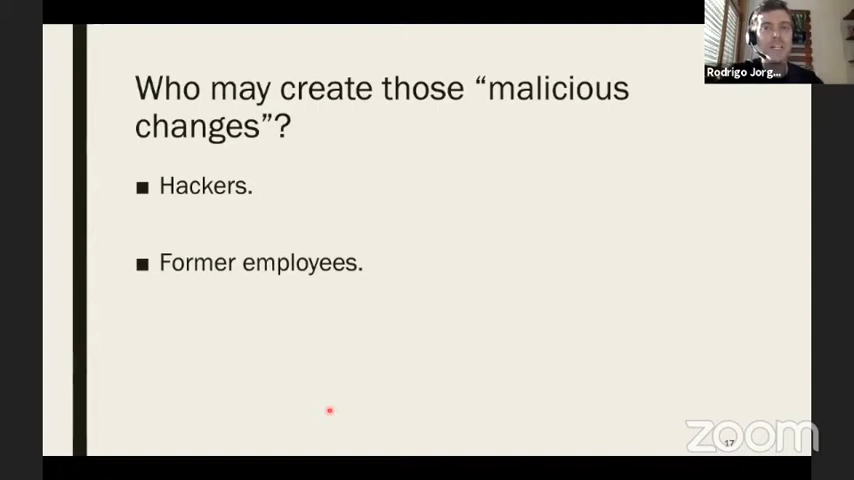 Rodrigo Jorg...
Who may create those “malicious
changes”?
■ Hackers.
■ Former employees.
zoom
17